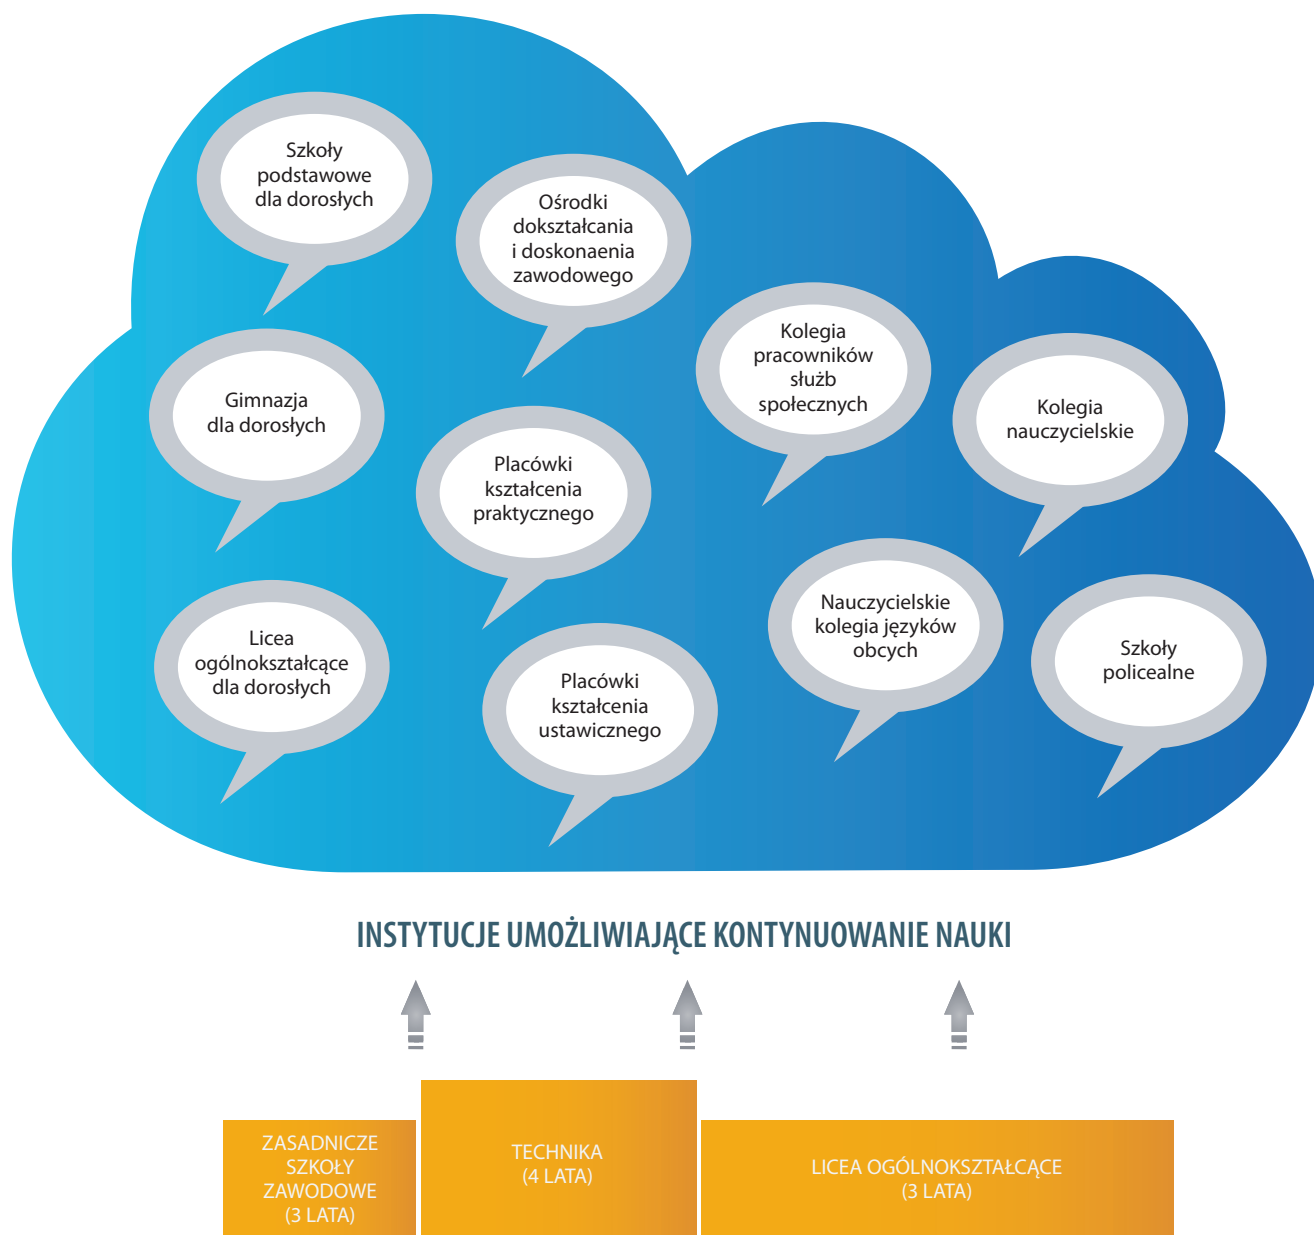 Szkoły
podstawowe
dla dorosłych
Ośrodki
dokształcania
i doskonaenia
zawodowego
Kolegia
pracowników
służb
społecznych
Kolegia
nauczycielskie
Gimnazja
dla dorosłych
Placówki
kształcenia
praktycznego
Nauczycielskie
kolegia języków
obcych
Szkoły
policealne
Licea
ogólnokształcące
dla dorosłych
Placówki
kształcenia
ustawicznego
INSTYTUCJE UMOŻLIWIAJĄCE KONTYNUOWANIE NAUKI
ZASADNICZE
SZKOŁY
ZAWODOWE
(3 LATA)
TECHNIKA
(4 LATA)
LICEA OGÓLNOKSZTAŁCĄCE
(3 LATA)